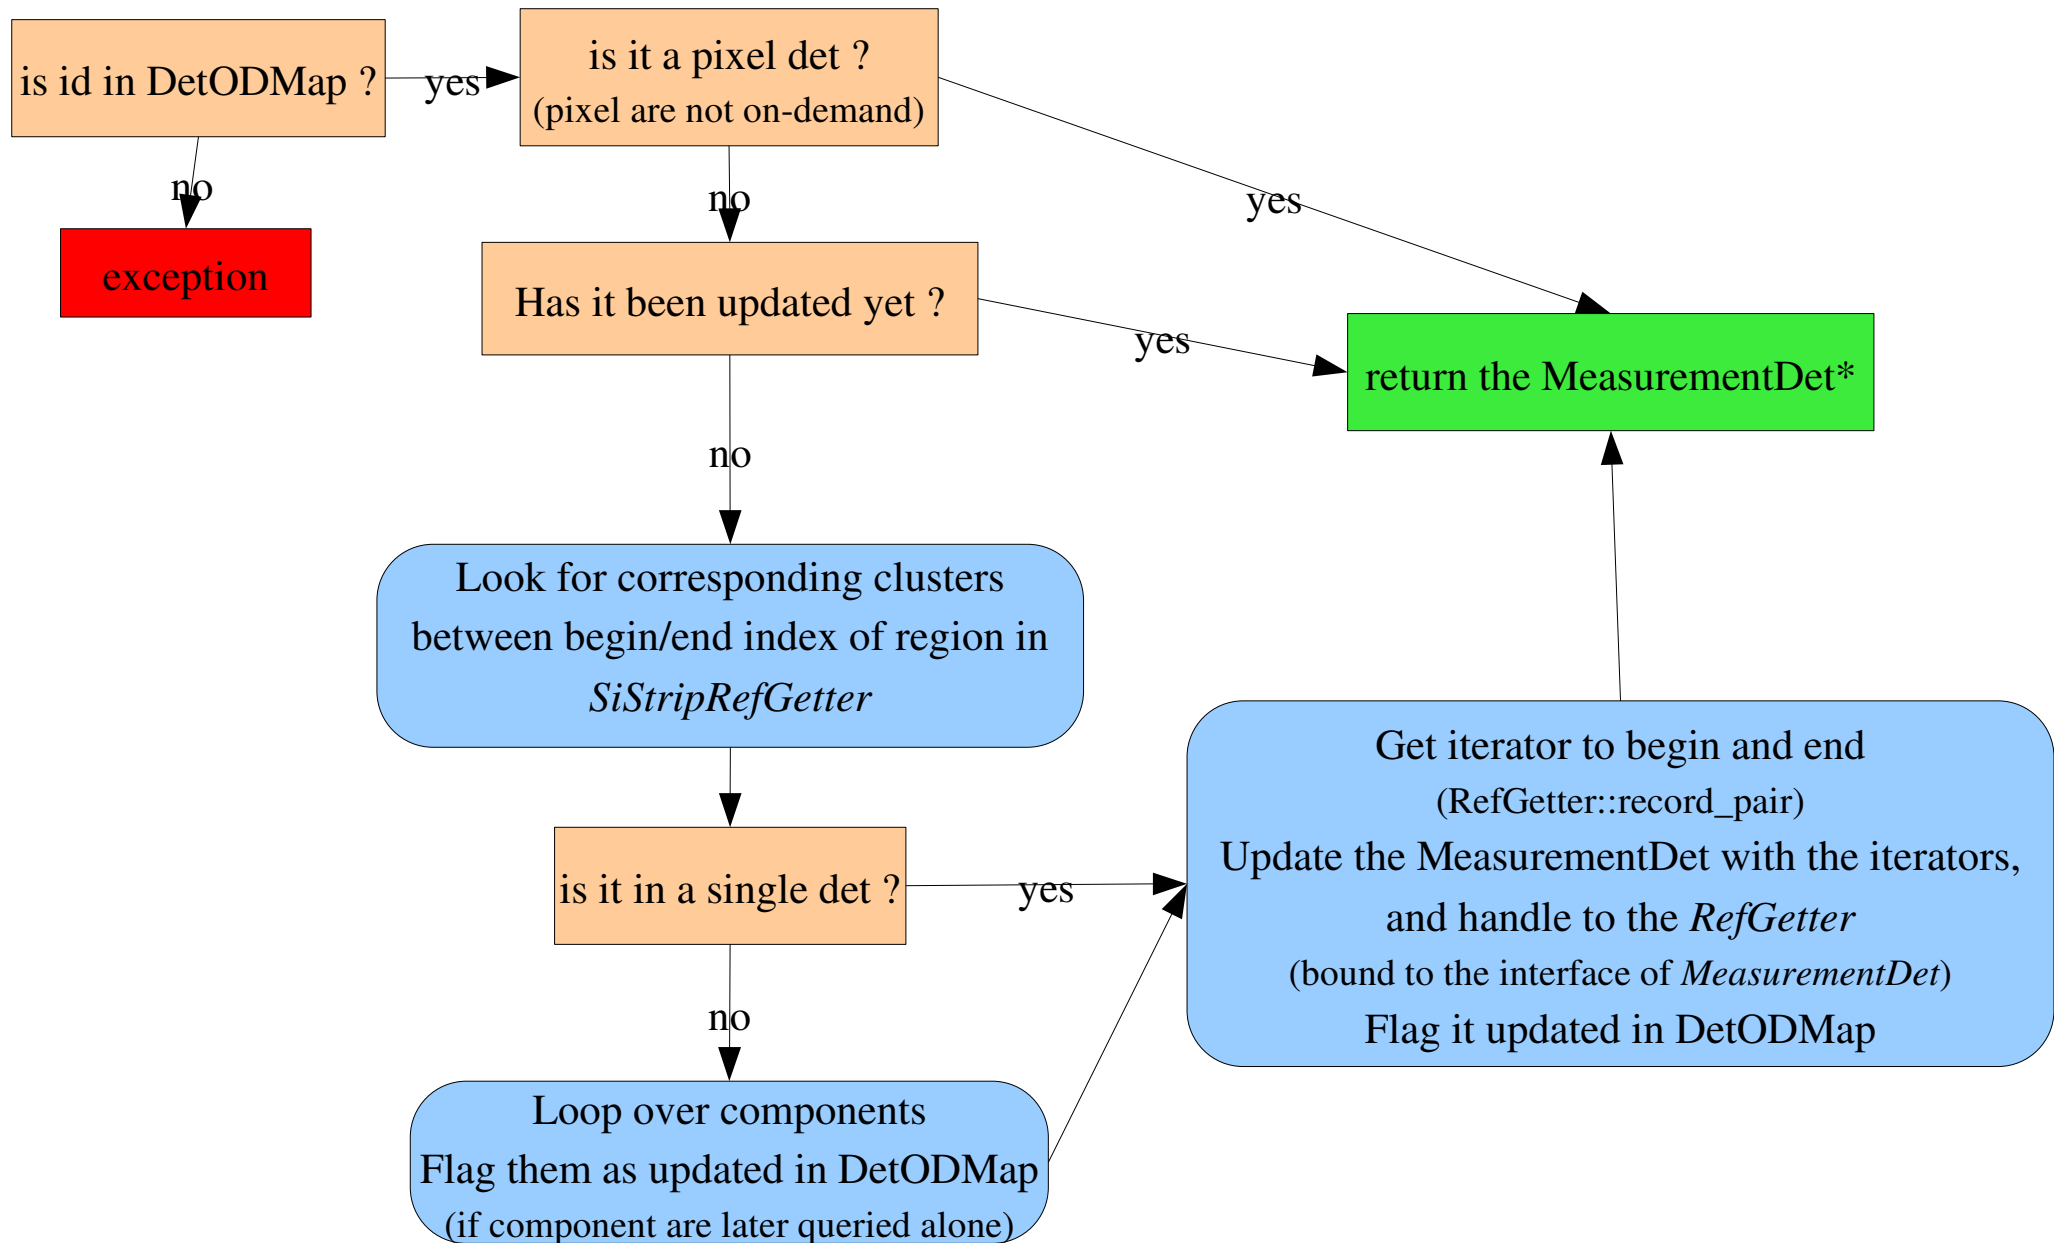 is id in DetODMap ?
yes
is it a pixel det ?
(pixel are not on-demand)
no
exception
no
yes
Has it been updated yet ?
yes
return the MeasurementDet*
no
Look for corresponding clusters
between begin/end index of region in
SiStripRefGetter
is it in a single det ?
yes
Get iterator to begin and end
(RefGetter::record_pair)
Update the MeasurementDet with the iterators,
and handle to the RefGetter
(bound to the interface of MeasurementDet)
Flag it updated in DetODMap
no
Loop over components
Flag them as updated in DetODMap
(if component are later queried alone)